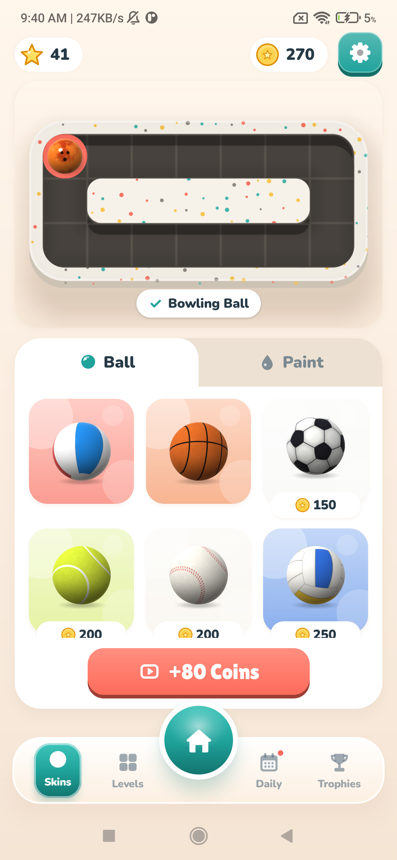 9:40 AM | 247KB/s
5%
41
270
Bowling Ball
Ball
Paint
150
200
200
250
+80 Coins
Skins
Levels
Daily
Trophies